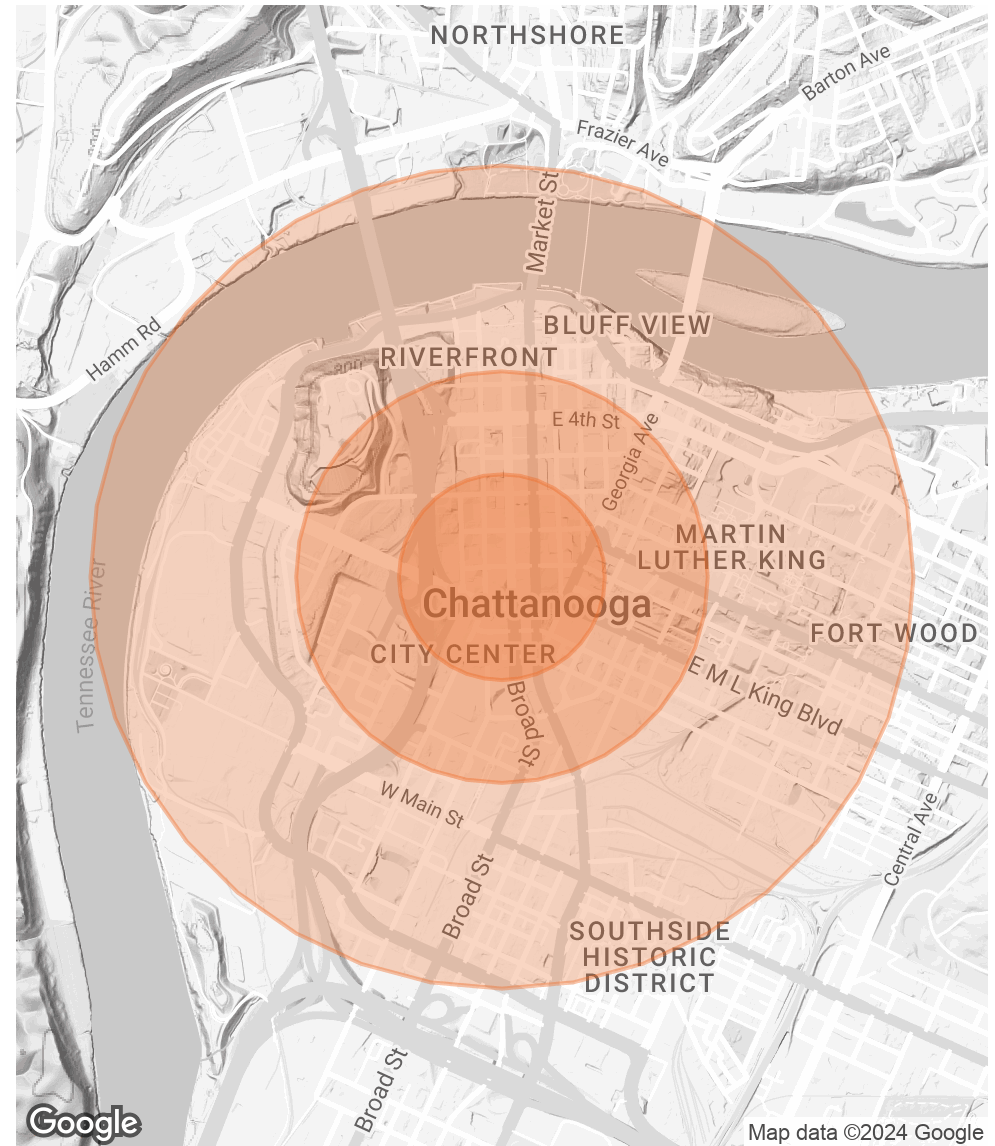 NORTHSHORE
Barton Ave
Frazier Ave
Market St
BLUFF VIEW
Hamm Rd
RIVERFRONT
800
E 4th St
Georgia Ave
MARTIN
LUTHER KING
Chattanooga
Tennessee River
FORT WOOD
CITY CENTER
E M L King Blvd
Broad St
W Main St
Central Ave
Broad St
SOUTHSIDE
HISTORIC
DISTRICT
Broad St
Google
Map data ©2024 Google